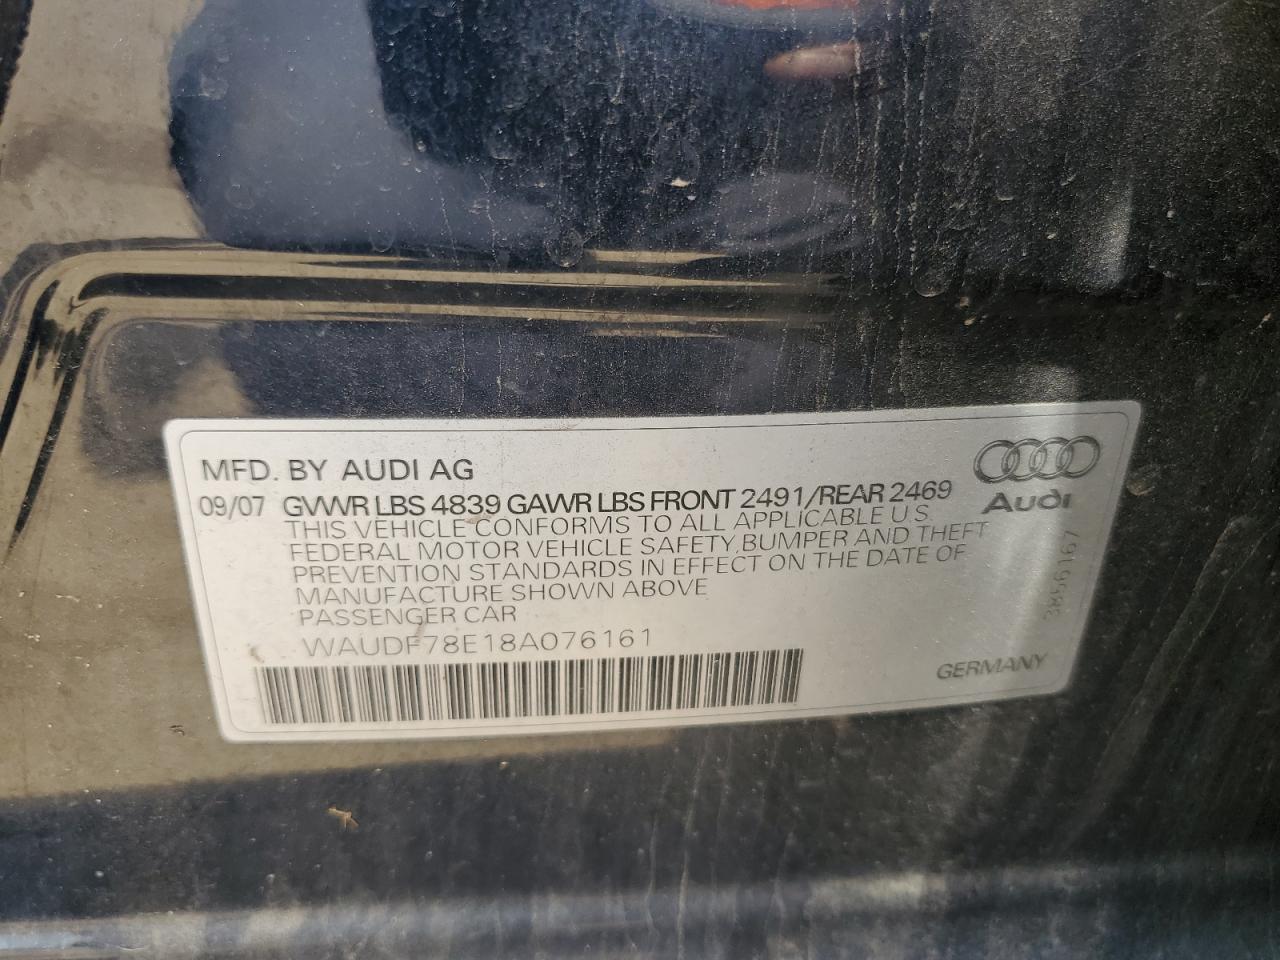 MFD. BY AUDI AG
Audi
09/07 GVWR LBS 4839 GAWR LBS FRONT 2491/REAR 2469
THIS VEHICLE CONFORMS TO ALL APPLICABLE U.S.
FEDERAL MOTOR VEHICLE SAFETY, BUMPER AND THEFT
PREVENTION STANDARDS IN EFFECT ON THE DATE OF
MANUFACTURE SHOWN ABOVE
PASSENGER CAR
WAUDF78E18A076161
GERMANY